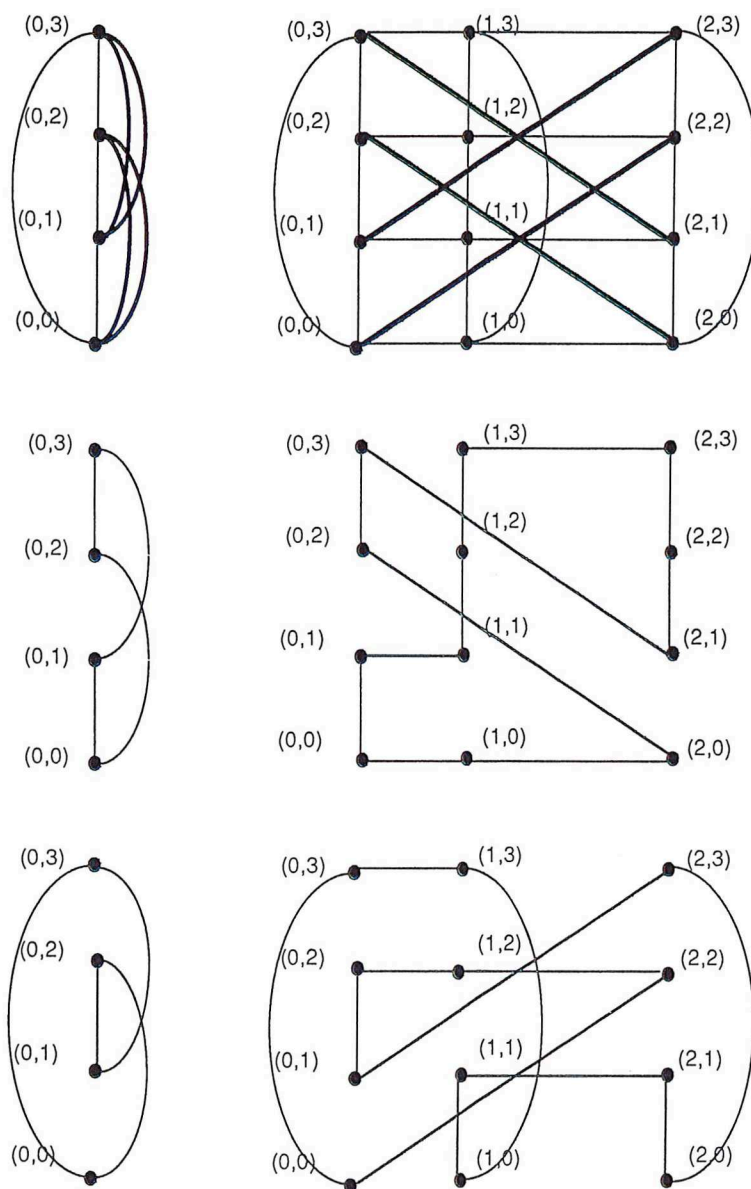 (0,3) (0,3) (1,3) (2,3)
(0,2) (0,2) (1,2) (2,2)
(0,1) (0,1) (1,1) (2,1)
(0,0) (0,0) (1,0) (2,0)
(0,3) (0,3) (1,3) (2,3)
(0,2) (0,2) (1,2) (2,2)
(0,1) (0,1) (1,1) (2,1)
(0,0) (0,0) (1,0) (2,0)
(0,3) (0,3) (1,3) (2,3)
(0,2) (0,2) (1,2) (2,2)
(0,1) (0,1) (1,1) (2,1)
(0,0) (0,0) (1,0) (2,0)